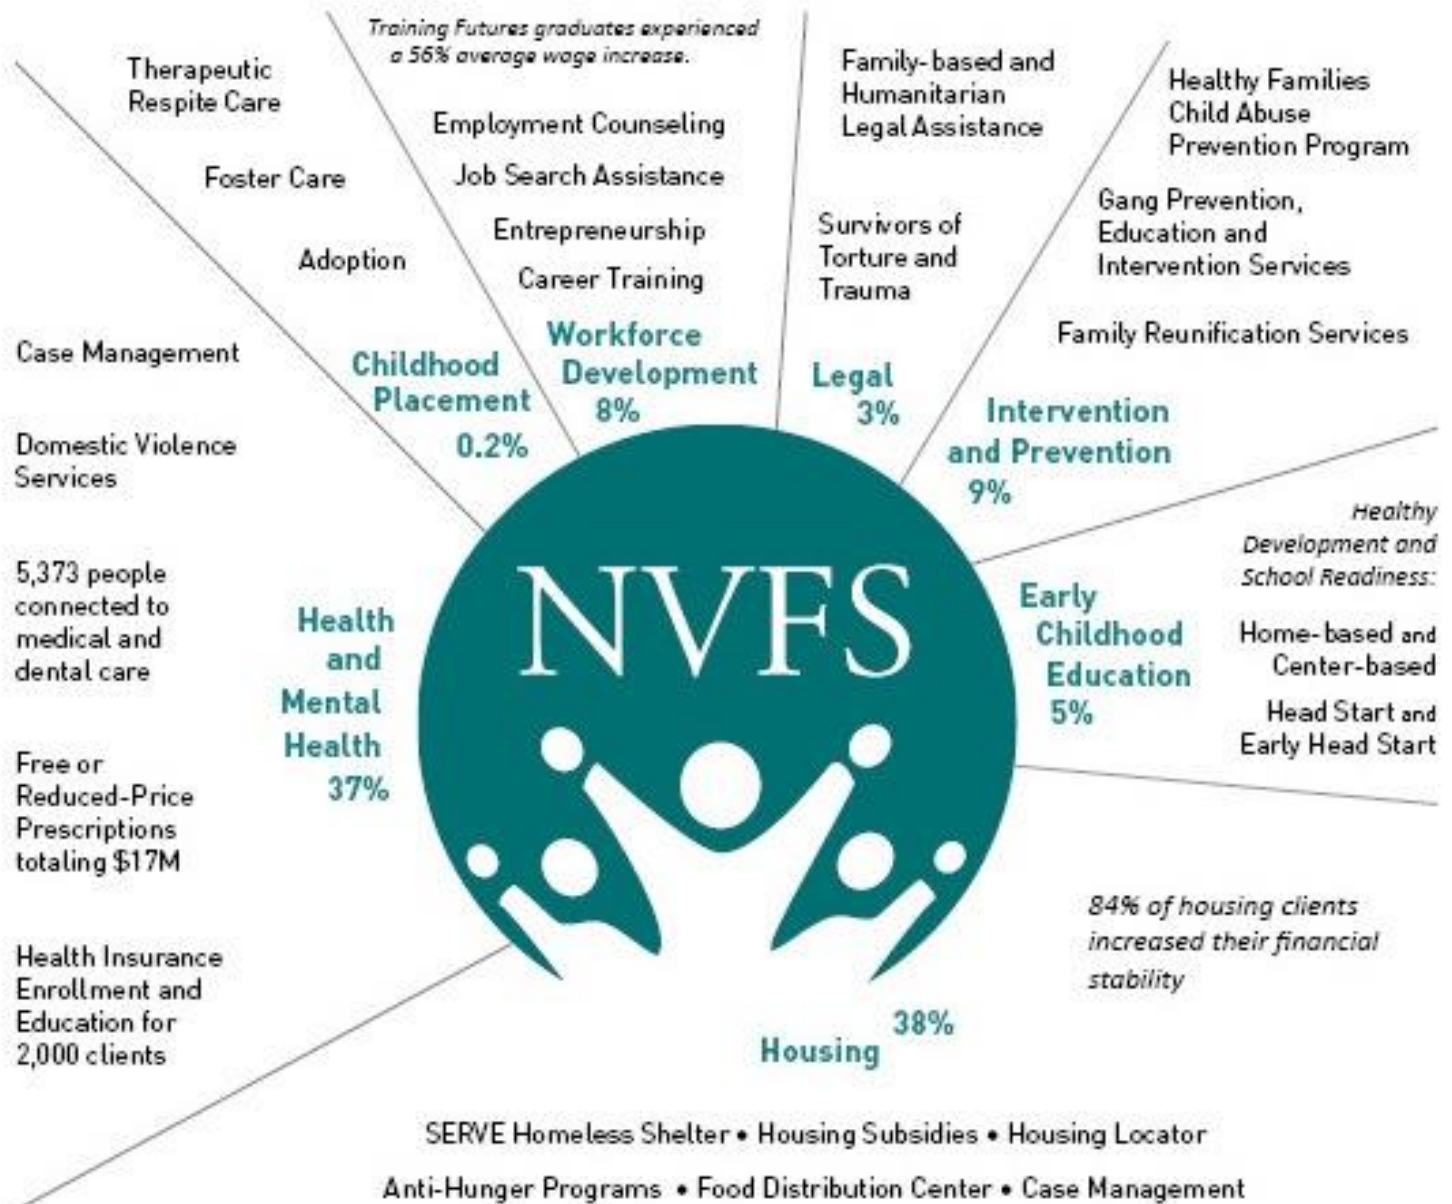 Training Futures graduates experienced
a 56% average wage increase.
Therapeutic
Respite Care
Foster Care
Adoption
Childhood
Placement
0.2%
Employment Counseling
Job Search Assistance
Entrepreneurship
Career Training
Workforce
Development
8%
Family-based and
Humanitarian
Legal Assistance
Survivors of
Torture and
Trauma
Legal
3%
Healthy Families
Child Abuse
Prevention Program
Gang Prevention,
Education and
Intervention Services
Family Reunification Services
Intervention
and Prevention
9%
Healthy
Development and
School Readiness:
Home-based and
Center-based
Head Start and
Early Head Start
Early
Childhood
Education
5%
Case Management
Domestic Violence
Services
5,373 people
connected to
medical and
dental care
Free or
Reduced-Price
Prescriptions
totaling $17M
Health Insurance
Enrollment and
Education for
2,000 clients
Health
and
Mental
Health
37%
NVFS
84% of housing clients
increased their financial
stability
38%
Housing
SERVE Homeless Shelter • Housing Subsidies • Housing Locator
Anti-Hunger Programs • Food Distribution Center • Case Management